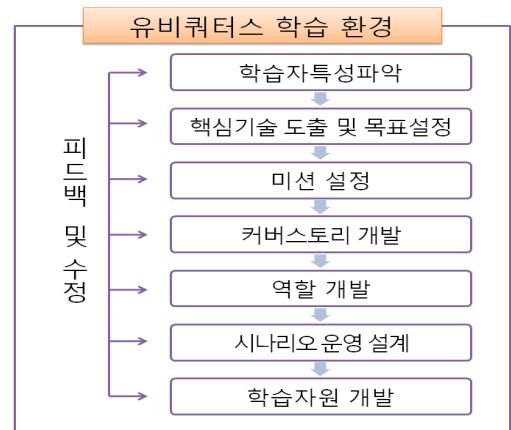 유비쿼터스 학습 환경
학습자특성파악
핵심기술 도출 및 목표설정
미션 설정
커버스토리 개발
역할 개발
시나리오 운영 설계
학습자원 개발
피드백 및 수정